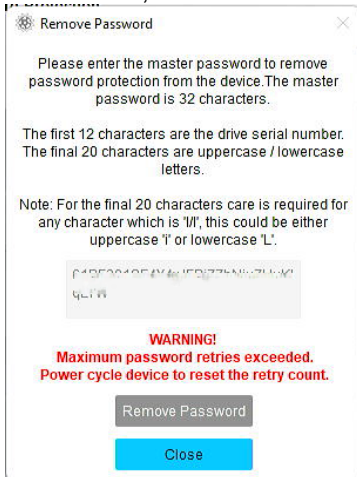 Remove Password
Please enter the master password to remove
password protection from the device.The master
password is 32 characters.
The first 12 characters are the drive serial number.
The final 20 characters are uppercase / lowercase
letters.
Note: For the final 20 characters care is required for
any character which is 'I/l', this could be either
uppercase 'i' or lowercase 'L'.
WARNING!
Maximum password retries exceeded.
Power cycle device to reset the retry count.
Remove Password
Close